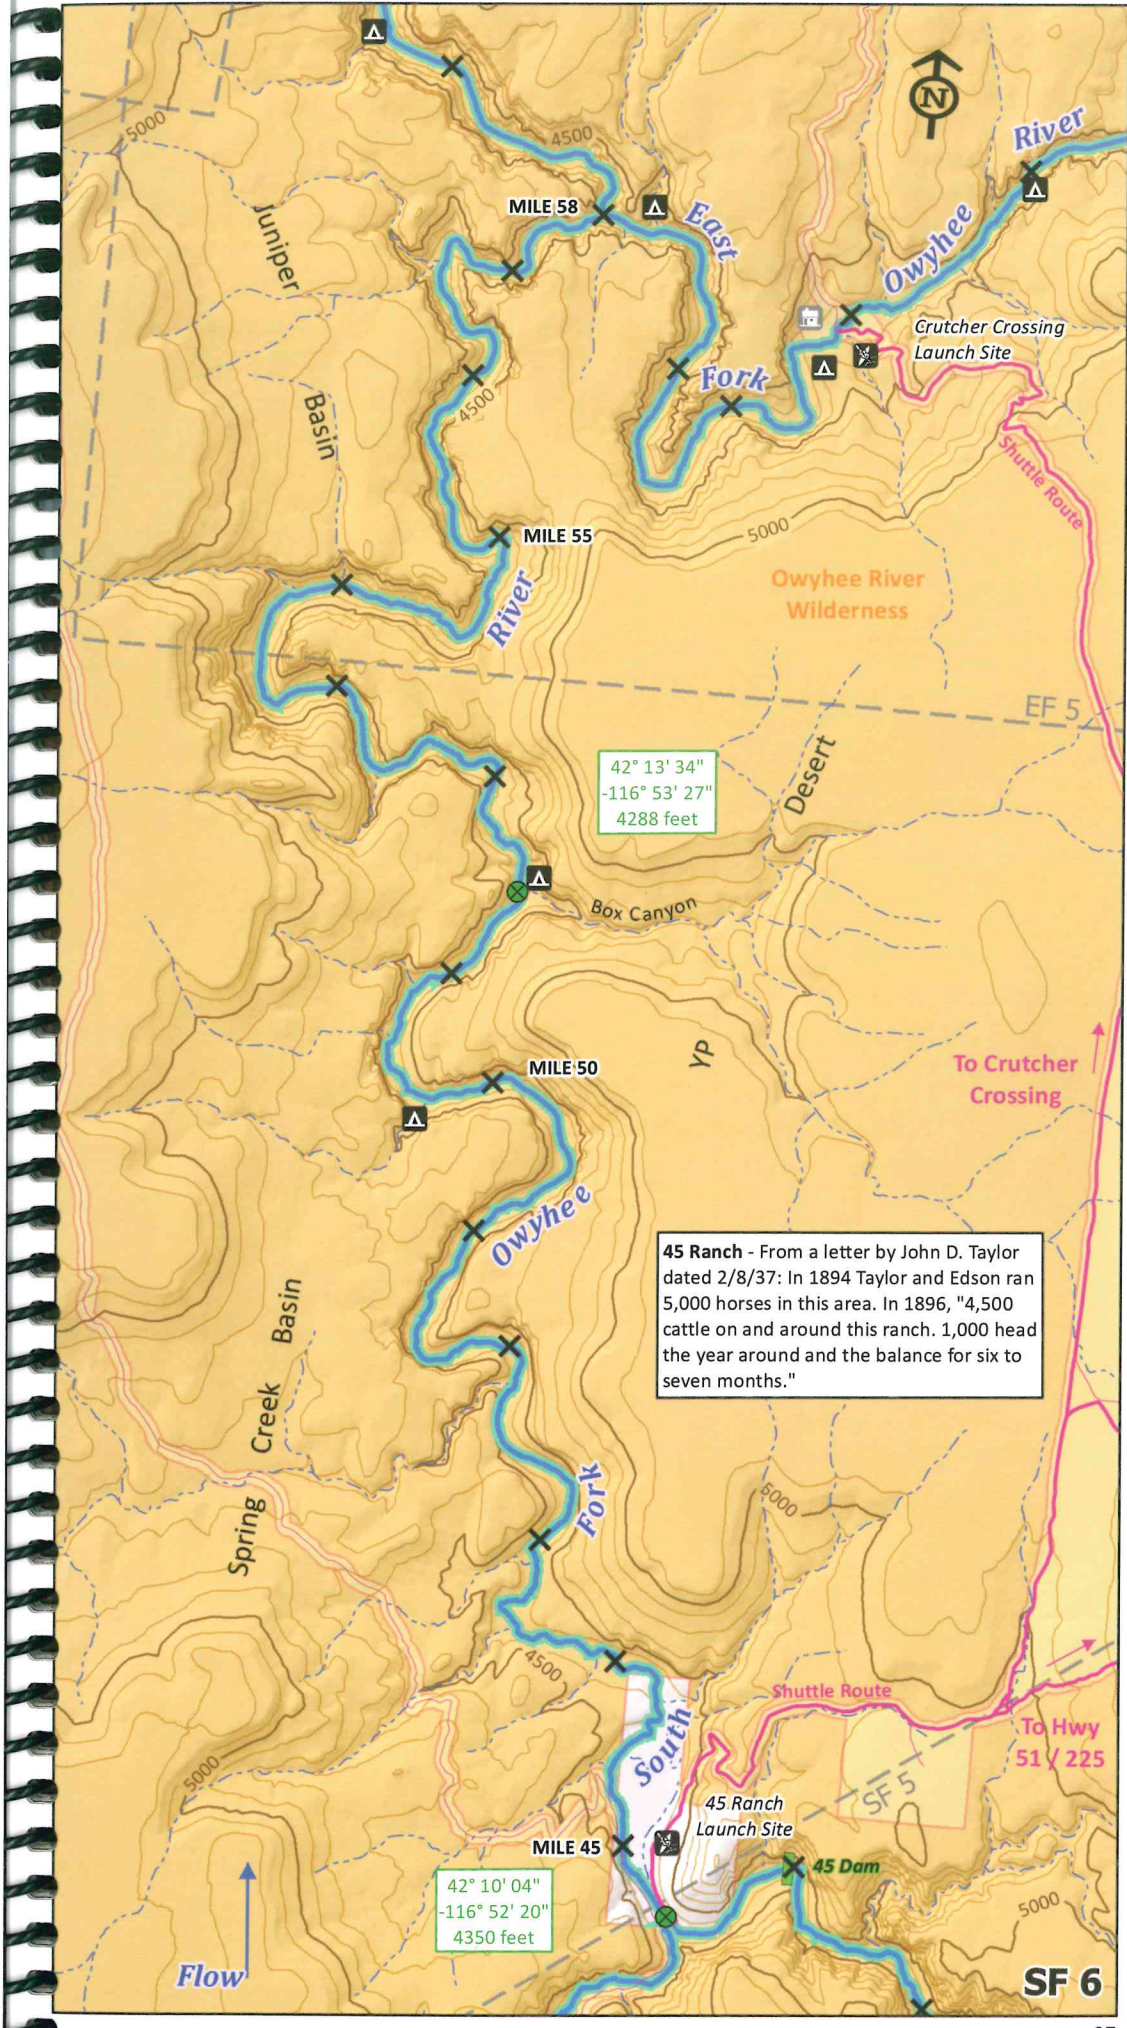 N
River
5000
4500
MILE 58
East
Owyhee
Juniper
Crutcher Crossing
Launch Site
Fork
Basin
4500
Shuttle Route
5000
MILE 55
Owyhee River
Wilderness
River
EF 5
42° 13' 34"
-116° 53' 27"
4288 feet
Desert
Box Canyon
YP
MILE 50
To Crutcher
Crossing
Owyhee
45 Ranch - From a letter by John D. Taylor
dated 2/8/37: In 1894 Taylor and Edson ran
5,000 horses in this area. In 1896, "4,500
cattle on and around this ranch. 1,000 head
the year around and the balance for six to
seven months."
Basin
Creek
Spring
Fork
5000
4500
Shuttle Route
To Hwy
51 / 225
South
5000
SF 5
45 Ranch
Launch Site
MILE 45
45 Dam
42° 10' 04"
-116° 52' 20"
4350 feet
5000
Flow
SF 6